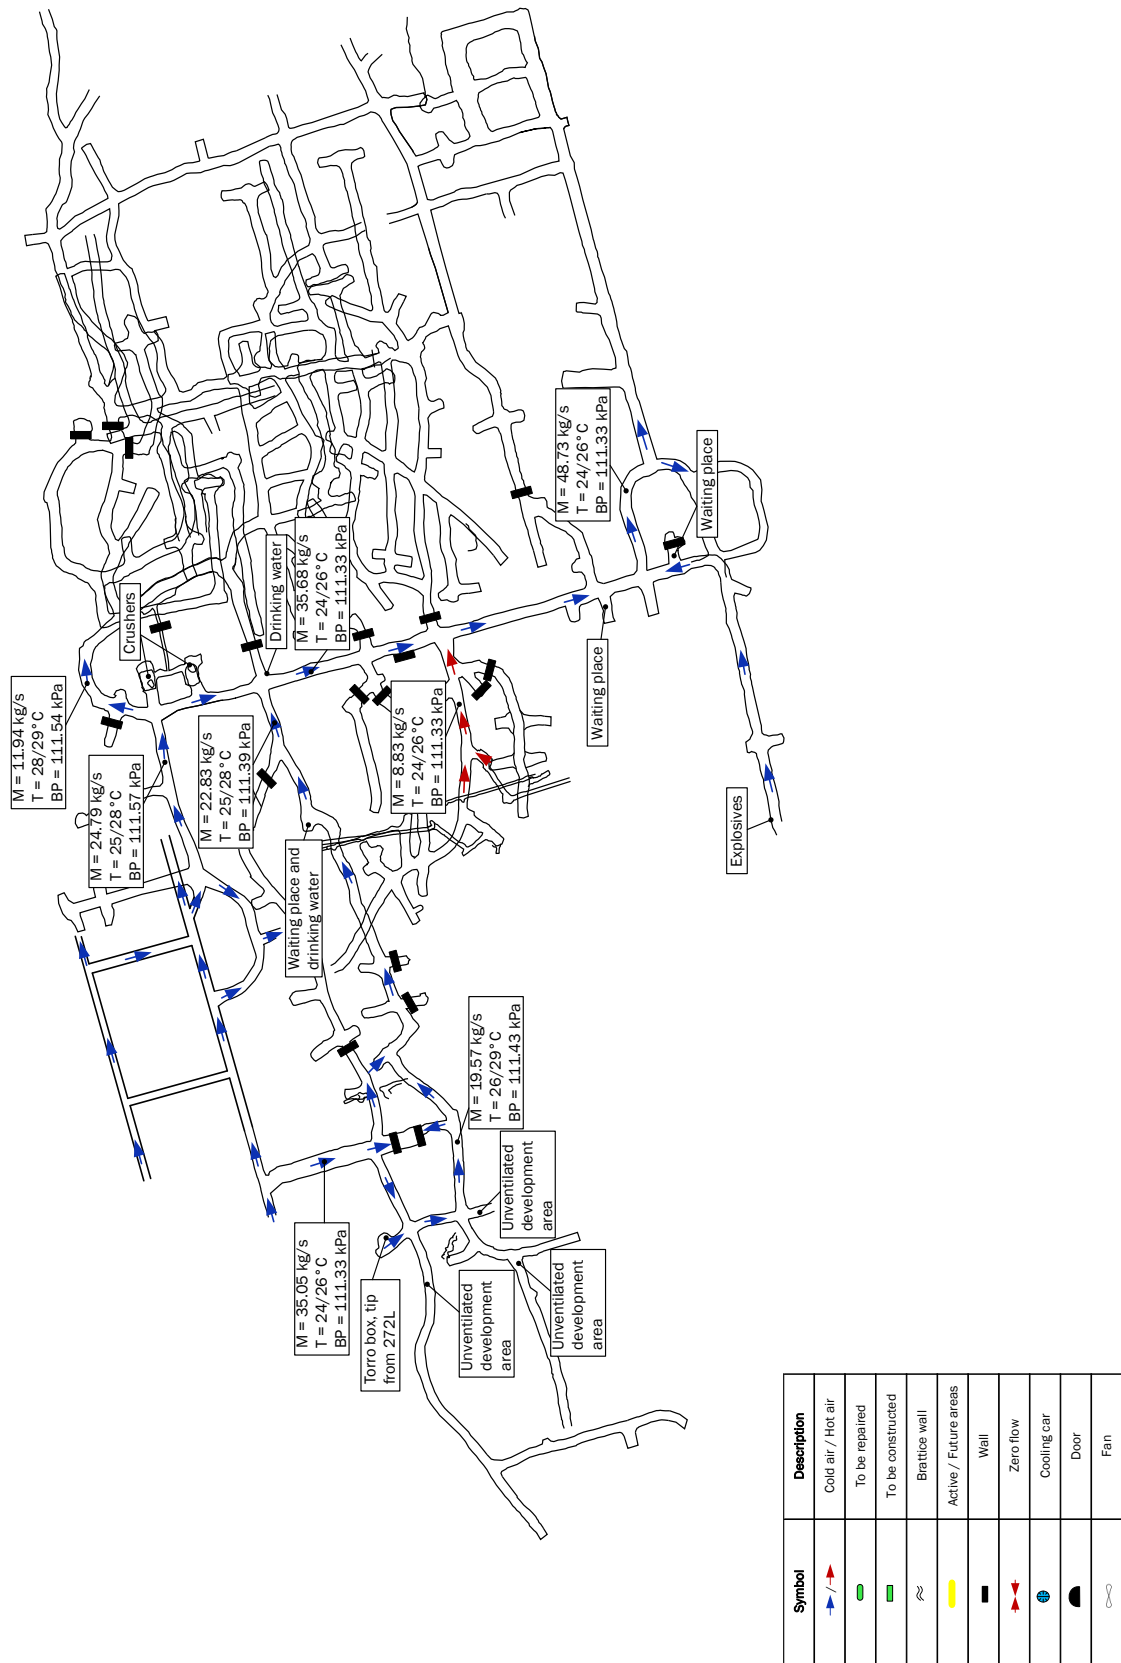 M = 11.94 kg/s
T = 28/29°C
BP = 111.54 kPa
M = 24.79 kg/s
T = 25/28°C
BP = 111.57 kPa
Crushers
M = 22.83 kg/s
T = 25/28°C
BP = 111.39 kPa
Drinking water
M = 35.68 kg/s
T = 24/26°C
BP = 111.33 kPa
Waiting place and
drinking water
M = 8.83 kg/s
T = 24/26°C
BP = 111.33 kPa
M = 48.73 kg/s
T = 24/26°C
BP = 111.33 kPa
Waiting place
Waiting place
Explosives
M = 19.57 kg/s
T = 26/29°C
BP = 111.43 kPa
M = 35.05 kg/s
T = 24/26°C
BP = 111.33 kPa
Torro box, tip
from 272L
Unventilated
development
area
Unventilated
development
area
Unventilated
development
area
Symbol Description
/ Cold air / Hot air
To be repaired
To be constructed
Brattice wall
Active / Future areas
Wall
Zero flow
Cooling car
Door
Fan